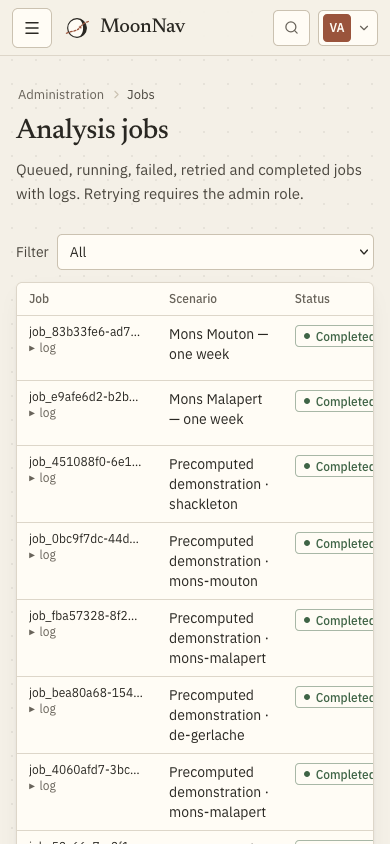 MoonNav
VA
Administration > Jobs
Analysis jobs
Queued, running, failed, retried and completed jobs
with logs. Retrying requires the admin role.
Filter All
Job Scenario Status
job_83b33fe6-ad7... Mons Mouton — Completed
▸ log one week
job_e9afe6d2-b2b... Mons Malapert Completed
▸ log — one week
job_451088f0-6e1... Precomputed Completed
▸ log demonstration ·
shackleton
job_0bc9f7dc-44d... Precomputed Completed
▸ log demonstration ·
mons-mouton
job_fba57328-8f2... Precomputed Completed
▸ log demonstration ·
mons-malapert
job_bea80a68-154... Precomputed Completed
▸ log demonstration ·
de-gerlache
job_4060afd7-3bc... Precomputed Completed
▸ log demonstration ·
mons-malapert